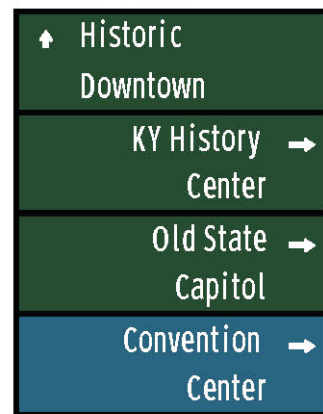 Historic
Downtown
KY History
Center
Old State
Capitol
Convention
Center